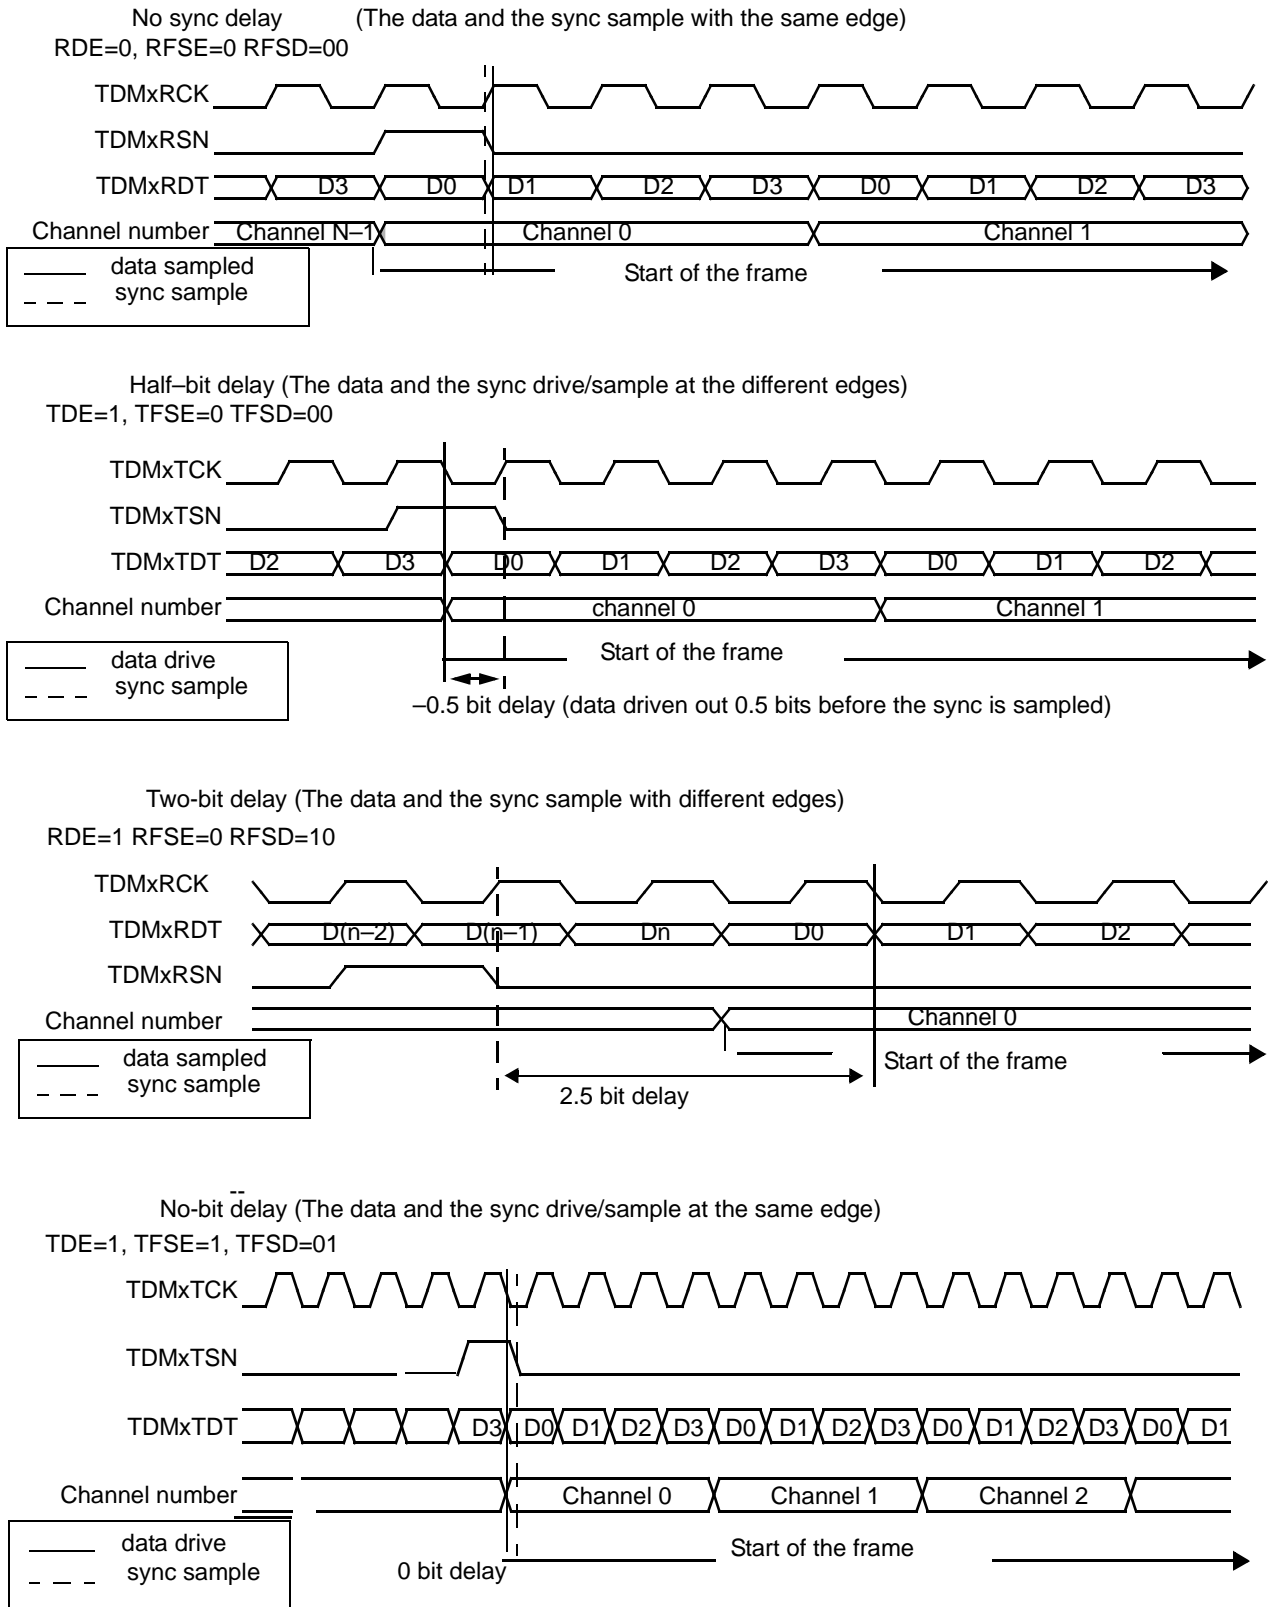 No sync delay (The data and the sync sample with the same edge)
RDE=0, RFSE=0 RFSD=00
TDMxRCK
TDMxRSN
TDMxRDT D3 D0 D1 D2 D3 D0 D1 D2 D3
Channel number Channel N–1 Channel 0 Channel 1
data sampled
sync sample
Start of the frame
Half–bit delay (The data and the sync drive/sample at the different edges)
TDE=1, TFSE=0 TFSD=00
TDMxTCK
TDMxTSN
TDMxTDT D2 D3 D0 D1 D2 D3 D0 D1 D2
Channel number channel 0 Channel 1
data drive
sync sample
Start of the frame
–0.5 bit delay (data driven out 0.5 bits before the sync is sampled)
Two-bit delay (The data and the sync sample with different edges)
RDE=1 RFSE=0 RFSD=10
TDMxRCK
TDMxRDT D(n–2) D(n–1) Dn D0 D1 D2
TDMxRSN
Channel number Channel 0
data sampled
sync sample
Start of the frame
2.5 bit delay
--
No-bit delay (The data and the sync drive/sample at the same edge)
TDE=1, TFSE=1, TFSD=01
TDMxTCK
TDMxTSN
TDMxTDT D3 D0 D1 D2 D3 D0 D1 D2 D3 D0 D1 D2 D3 D0 D1
Channel number Channel 0 Channel 1 Channel 2
data drive
sync sample
Start of the frame
0 bit delay